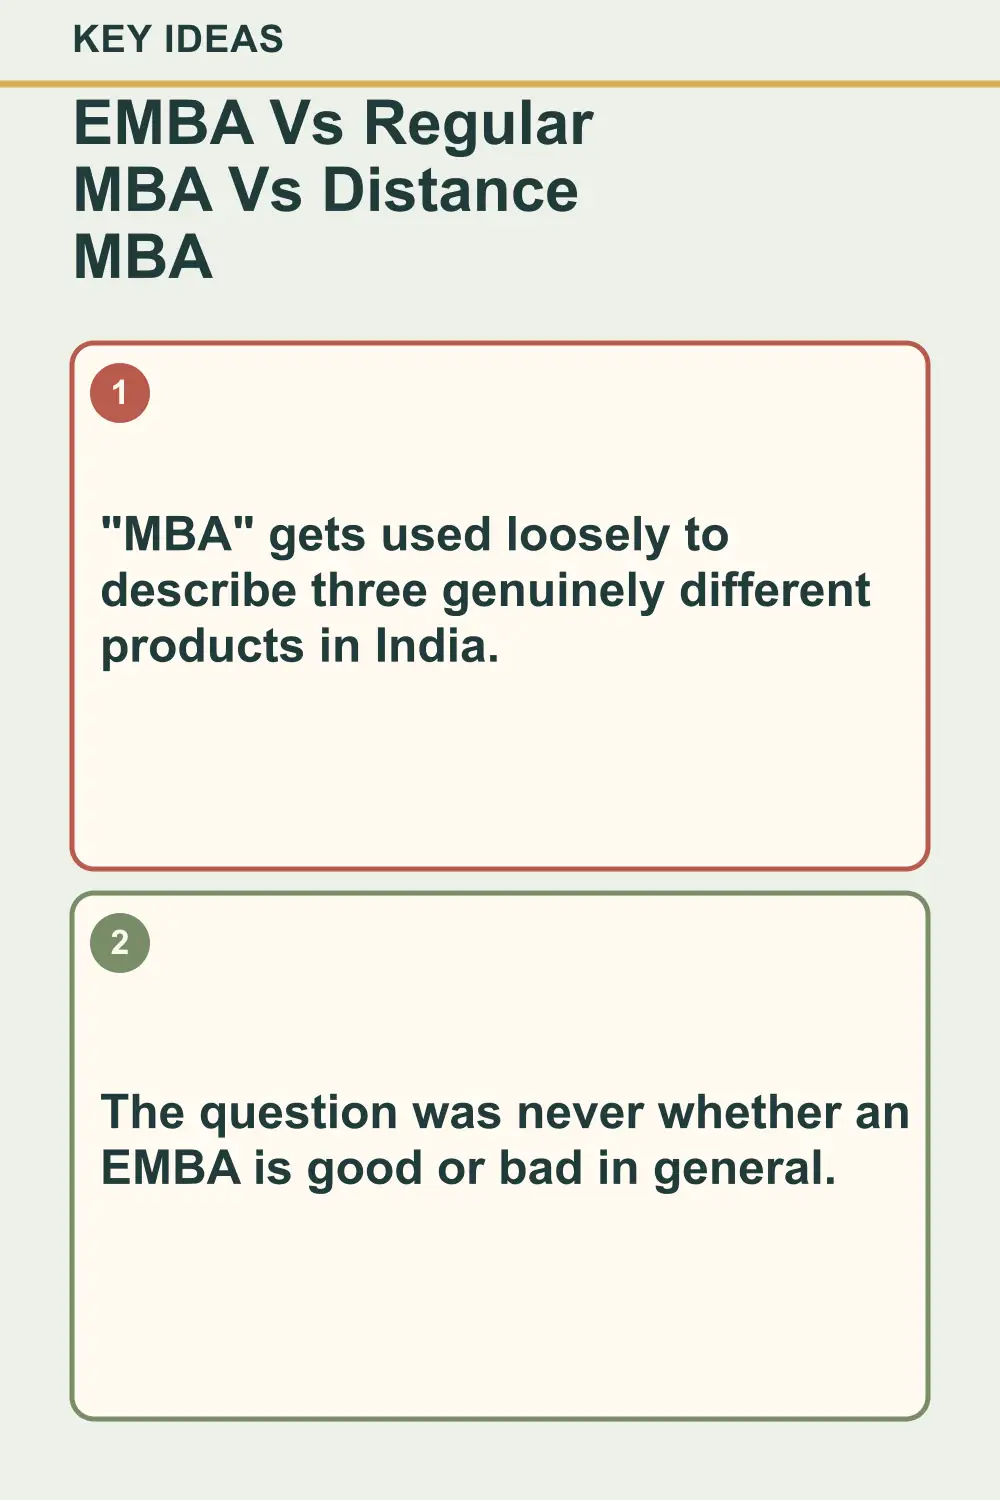 KEY IDEAS
EMBA Vs Regular
MBA Vs Distance
MBA
1
"MBA" gets used loosely to
describe three genuinely different
products in India.
2
The question was never whether an
EMBA is good or bad in general.